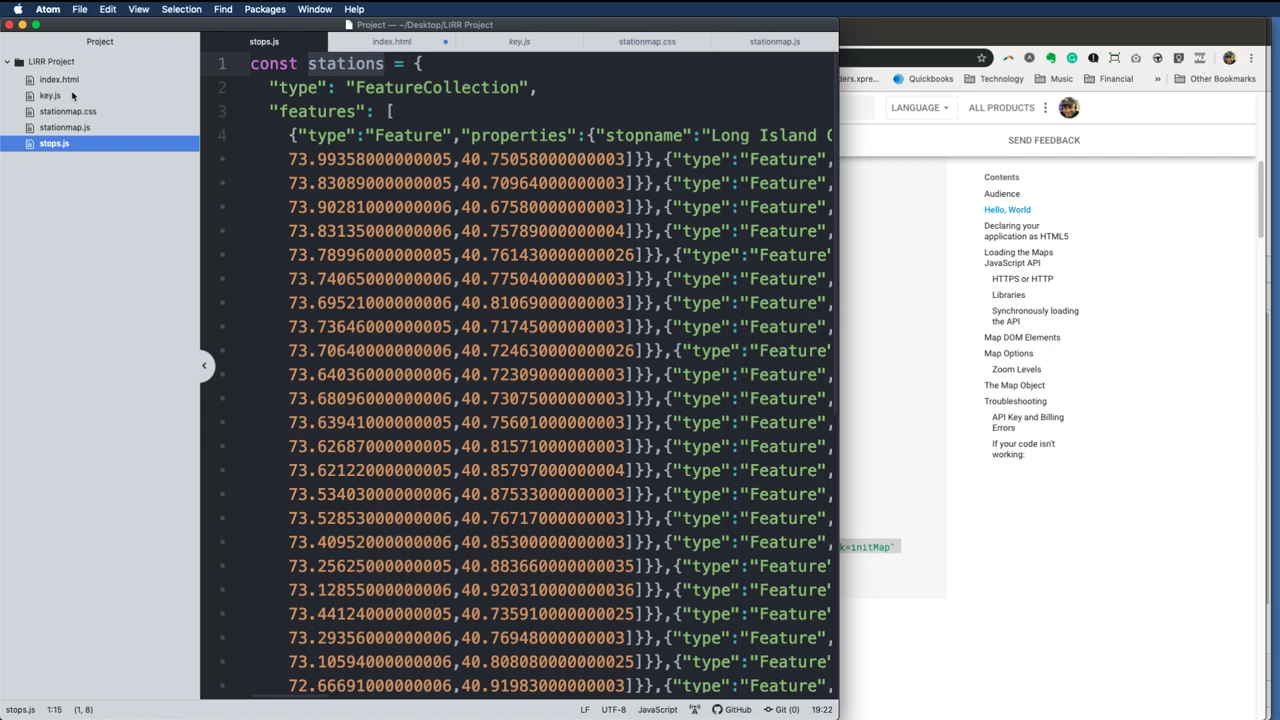 Atom File Edit View Selection Find Packages Window Help
Project — ~/Desktop/LIRR Project
Project
stops.js
index.html
key.js
stationmap.css
stationmap.js
LIRR Project
index.html
key.js
stationmap.css
stationmap.js
stops.js
1 const stations = {
2 "type": "FeatureCollection",
3 "features": [
4 {"type":"Feature","properties":{"stopname":"Long Island
73.99358000000005,40.75058000000003]}},{"type":"Feature",
73.83089000000005,40.70964000000003]}},{"type":"Feature",
73.90281000000006,40.67580000000003]}},{"type":"Feature",
73.83135000000006,40.75789000000004]}},{"type":"Feature",
73.78996000000006,40.761430000000026]}},{"type":"Feature
73.74065000000006,40.77504000000003]}},{"type":"Feature",
73.69521000000006,40.81069000000003]}},{"type":"Feature",
73.73646000000005,40.71745000000003]}},{"type":"Feature",
73.70640000000006,40.724630000000026]}},{"type":"Feature"
73.64036000000006,40.72309000000003]}},{"type":"Feature",
73.68096000000006,40.73075000000003]}},{"type":"Feature",
73.63941000000005,40.75601000000003]}},{"type":"Feature",
73.62687000000005,40.81571000000003]}},{"type":"Feature",
73.62122000000005,40.85797000000004]}},{"type":"Feature",
73.53403000000006,40.87533000000003]}},{"type":"Feature",
73.52853000000006,40.76717000000003]}},{"type":"Feature",
73.40952000000006,40.85300000000003]}},{"type":"Feature",
73.25625000000005,40.883660000000035]}},{"type":"Feature
73.12855000000006,40.920310000000036]}},{"type":"Feature
73.44124000000005,40.735910000000025]}},{"type":"Feature
73.29356000000006,40.76948000000003]}},{"type":"Feature",
73.10594000000006,40.808080000000025]}},{"type":"Feature
72.66691000000006,40.91983000000003]}},{"type":"Feature",
stops.js 1:15 (1, 8) LF UTF-8 JavaScript GitHub Git (0) 19:22
ders.xpre... Quickbooks Technology Music Financial » Other Bookmarks
LANGUAGE ALL PRODUCTS
SEND FEEDBACK
Contents
Audience
Hello, World
Declaring your
application as HTML5
Loading the Maps
JavaScript API
HTTPS or HTTP
Libraries
Synchronously loading
the API
Map DOM Elements
Map Options
Zoom Levels
The Map Object
Troubleshooting
API Key and Billing
Errors
If your code isn't
working:
k=initMap"